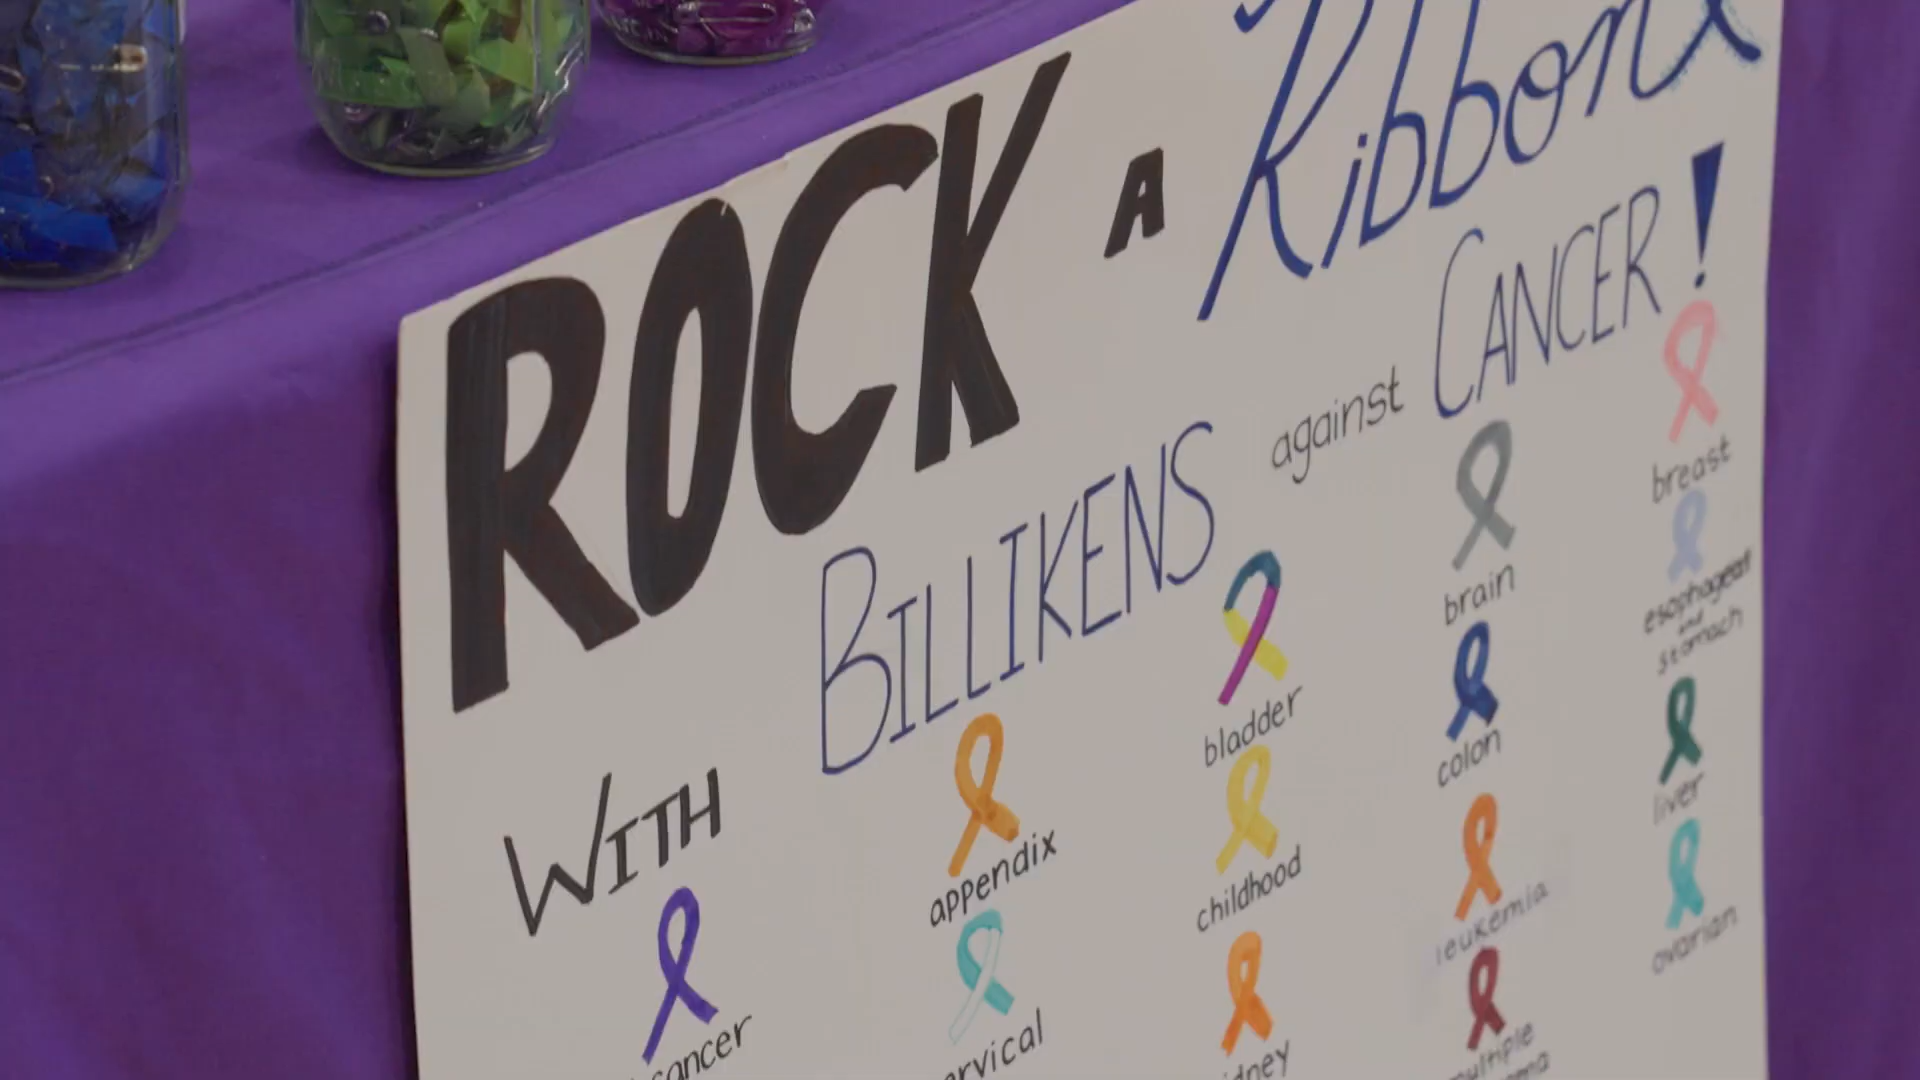 ROCK A Ribbon
WITH BILLIKENS against CANCER!
cancer
appendix
bladder
childhood
brain
colon
leukemia
breast
esophageal
and
stomach
liver
ovarian